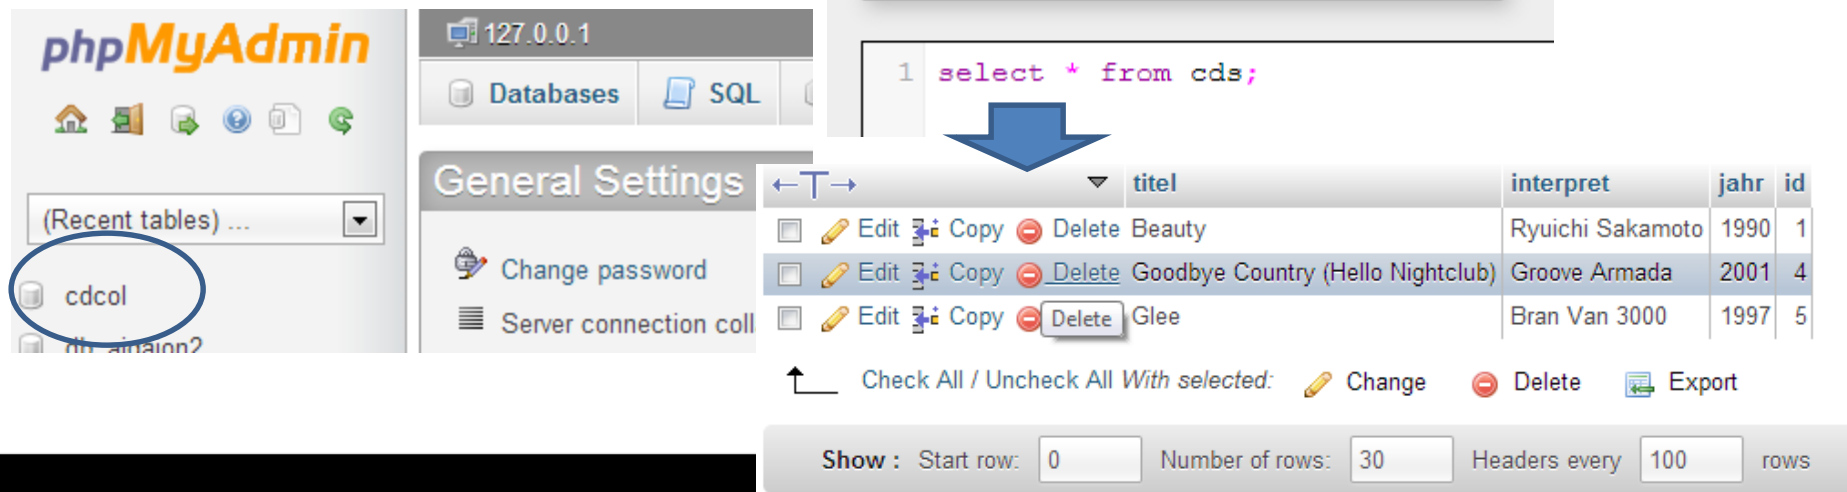 phpMyAdmin
(Recent tables) ...
cdcol
127.0.0.1
Databases SQL
General Settings
Change password
Server connection coll
1 select * from cds;
titel interpret jahr id
Edit Copy Delete Beauty Ryuichi Sakamoto 1990 1
Edit Copy Delete Goodbye Country (Hello Nightclub) Groove Armada 2001 4
Edit Copy Delete Glee Bran Van 3000 1997 5
Check All / Uncheck All With selected: Change Delete Export
Show : Start row: 0 Number of rows: 30 Headers every 100 rows